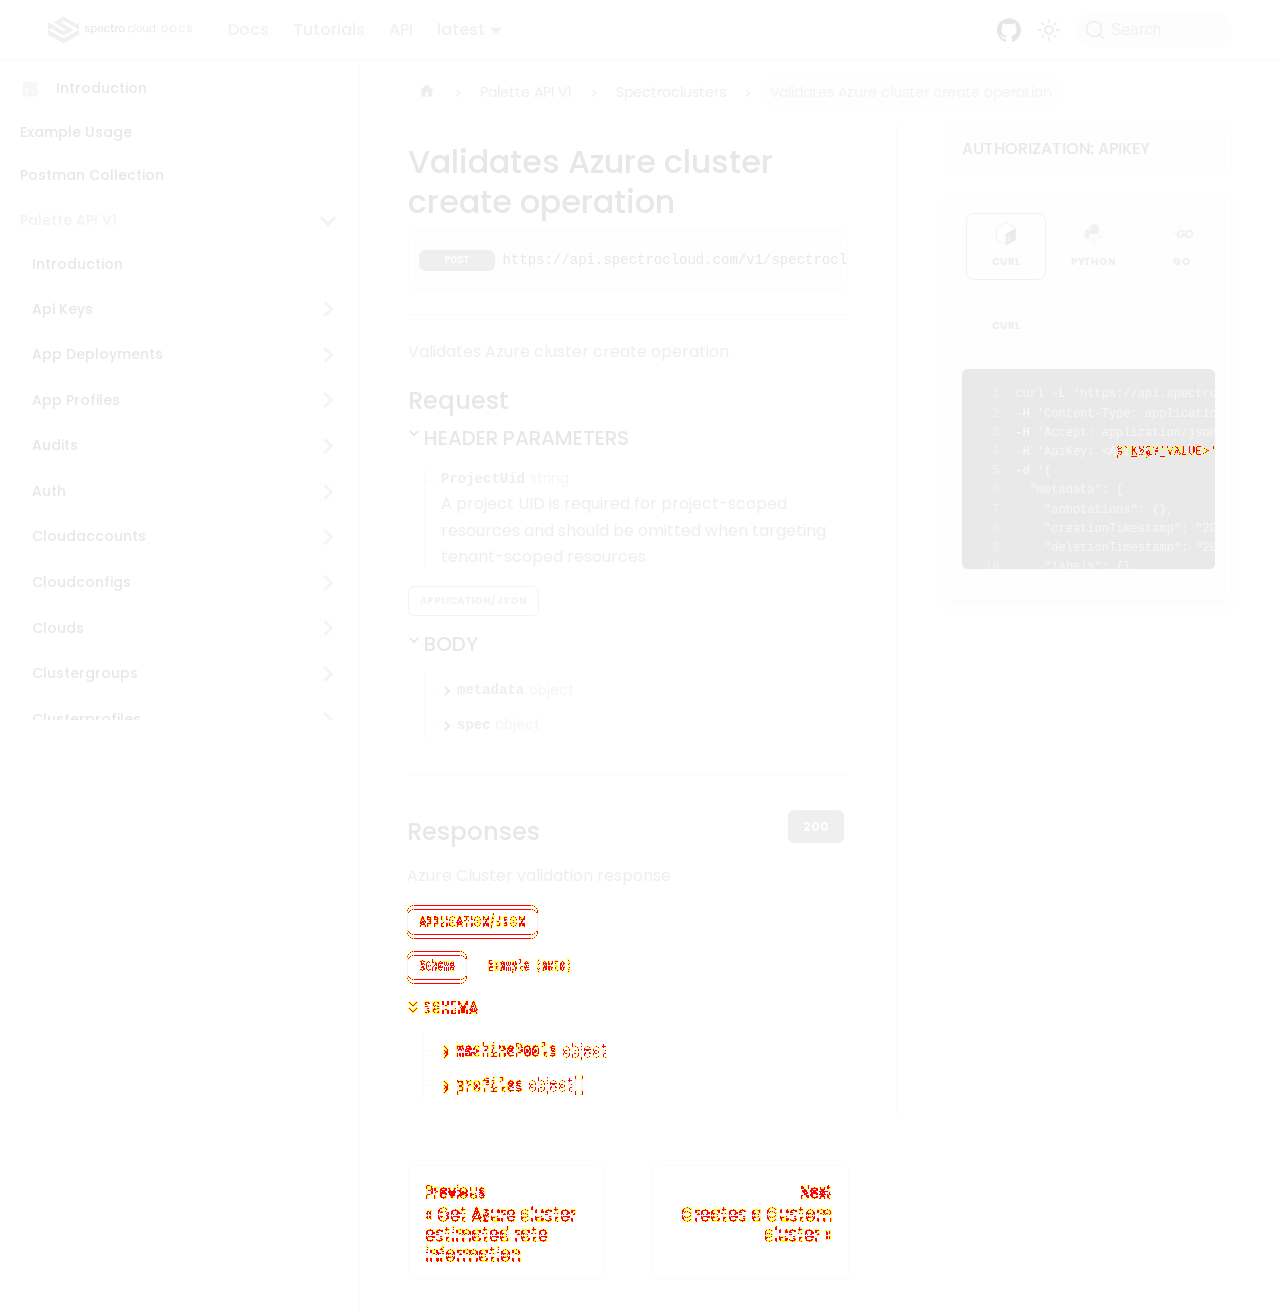 spectro cloud DOCS
Docs Tutorials API latest
Search
Introduction
Example Usage
Postman Collection
Palette API V1
Introduction
Api Keys
App Deployments
App Profiles
Audits
Auth
Cloudaccounts
Cloudconfigs
Clouds
Clustergroups
Clusterprofiles
Palette API V1
Spectroclusters
Validates Azure cluster create operation
Validates Azure cluster
create operation
POST https://api.spectrocloud.com/v1/spectrocl
Validates Azure cluster create operation
Request
HEADER PARAMETERS
ProjectUid string
A project UID is required for project-scoped
resources and should be omitted when targeting
tenant-scoped resources
APPLICATION/JSON
BODY
metadata object
spec object
Responses
200
Azure Cluster validation response
APPLICATION/JSON
Schema Example (auto)
SCHEMA
machinePools object
profiles object
Previous
« Get Azure cluster
estimated rate
information
Next
Creates a Custom
cluster »
AUTHORIZATION: APIKEY
CURL PYTHON GO
CURL
1 curl -L 'https://api.spectro
2 -H 'Content-Type: applicatio
3 -H 'Accept: application/json
4 -H 'ApiKey: VALUE>'
5 -d '{
6 "metadata": {
7 "annotations": {},
8 "creationTimestamp": "20
9 "deletionTimestamp": "20
10 "labels": {}